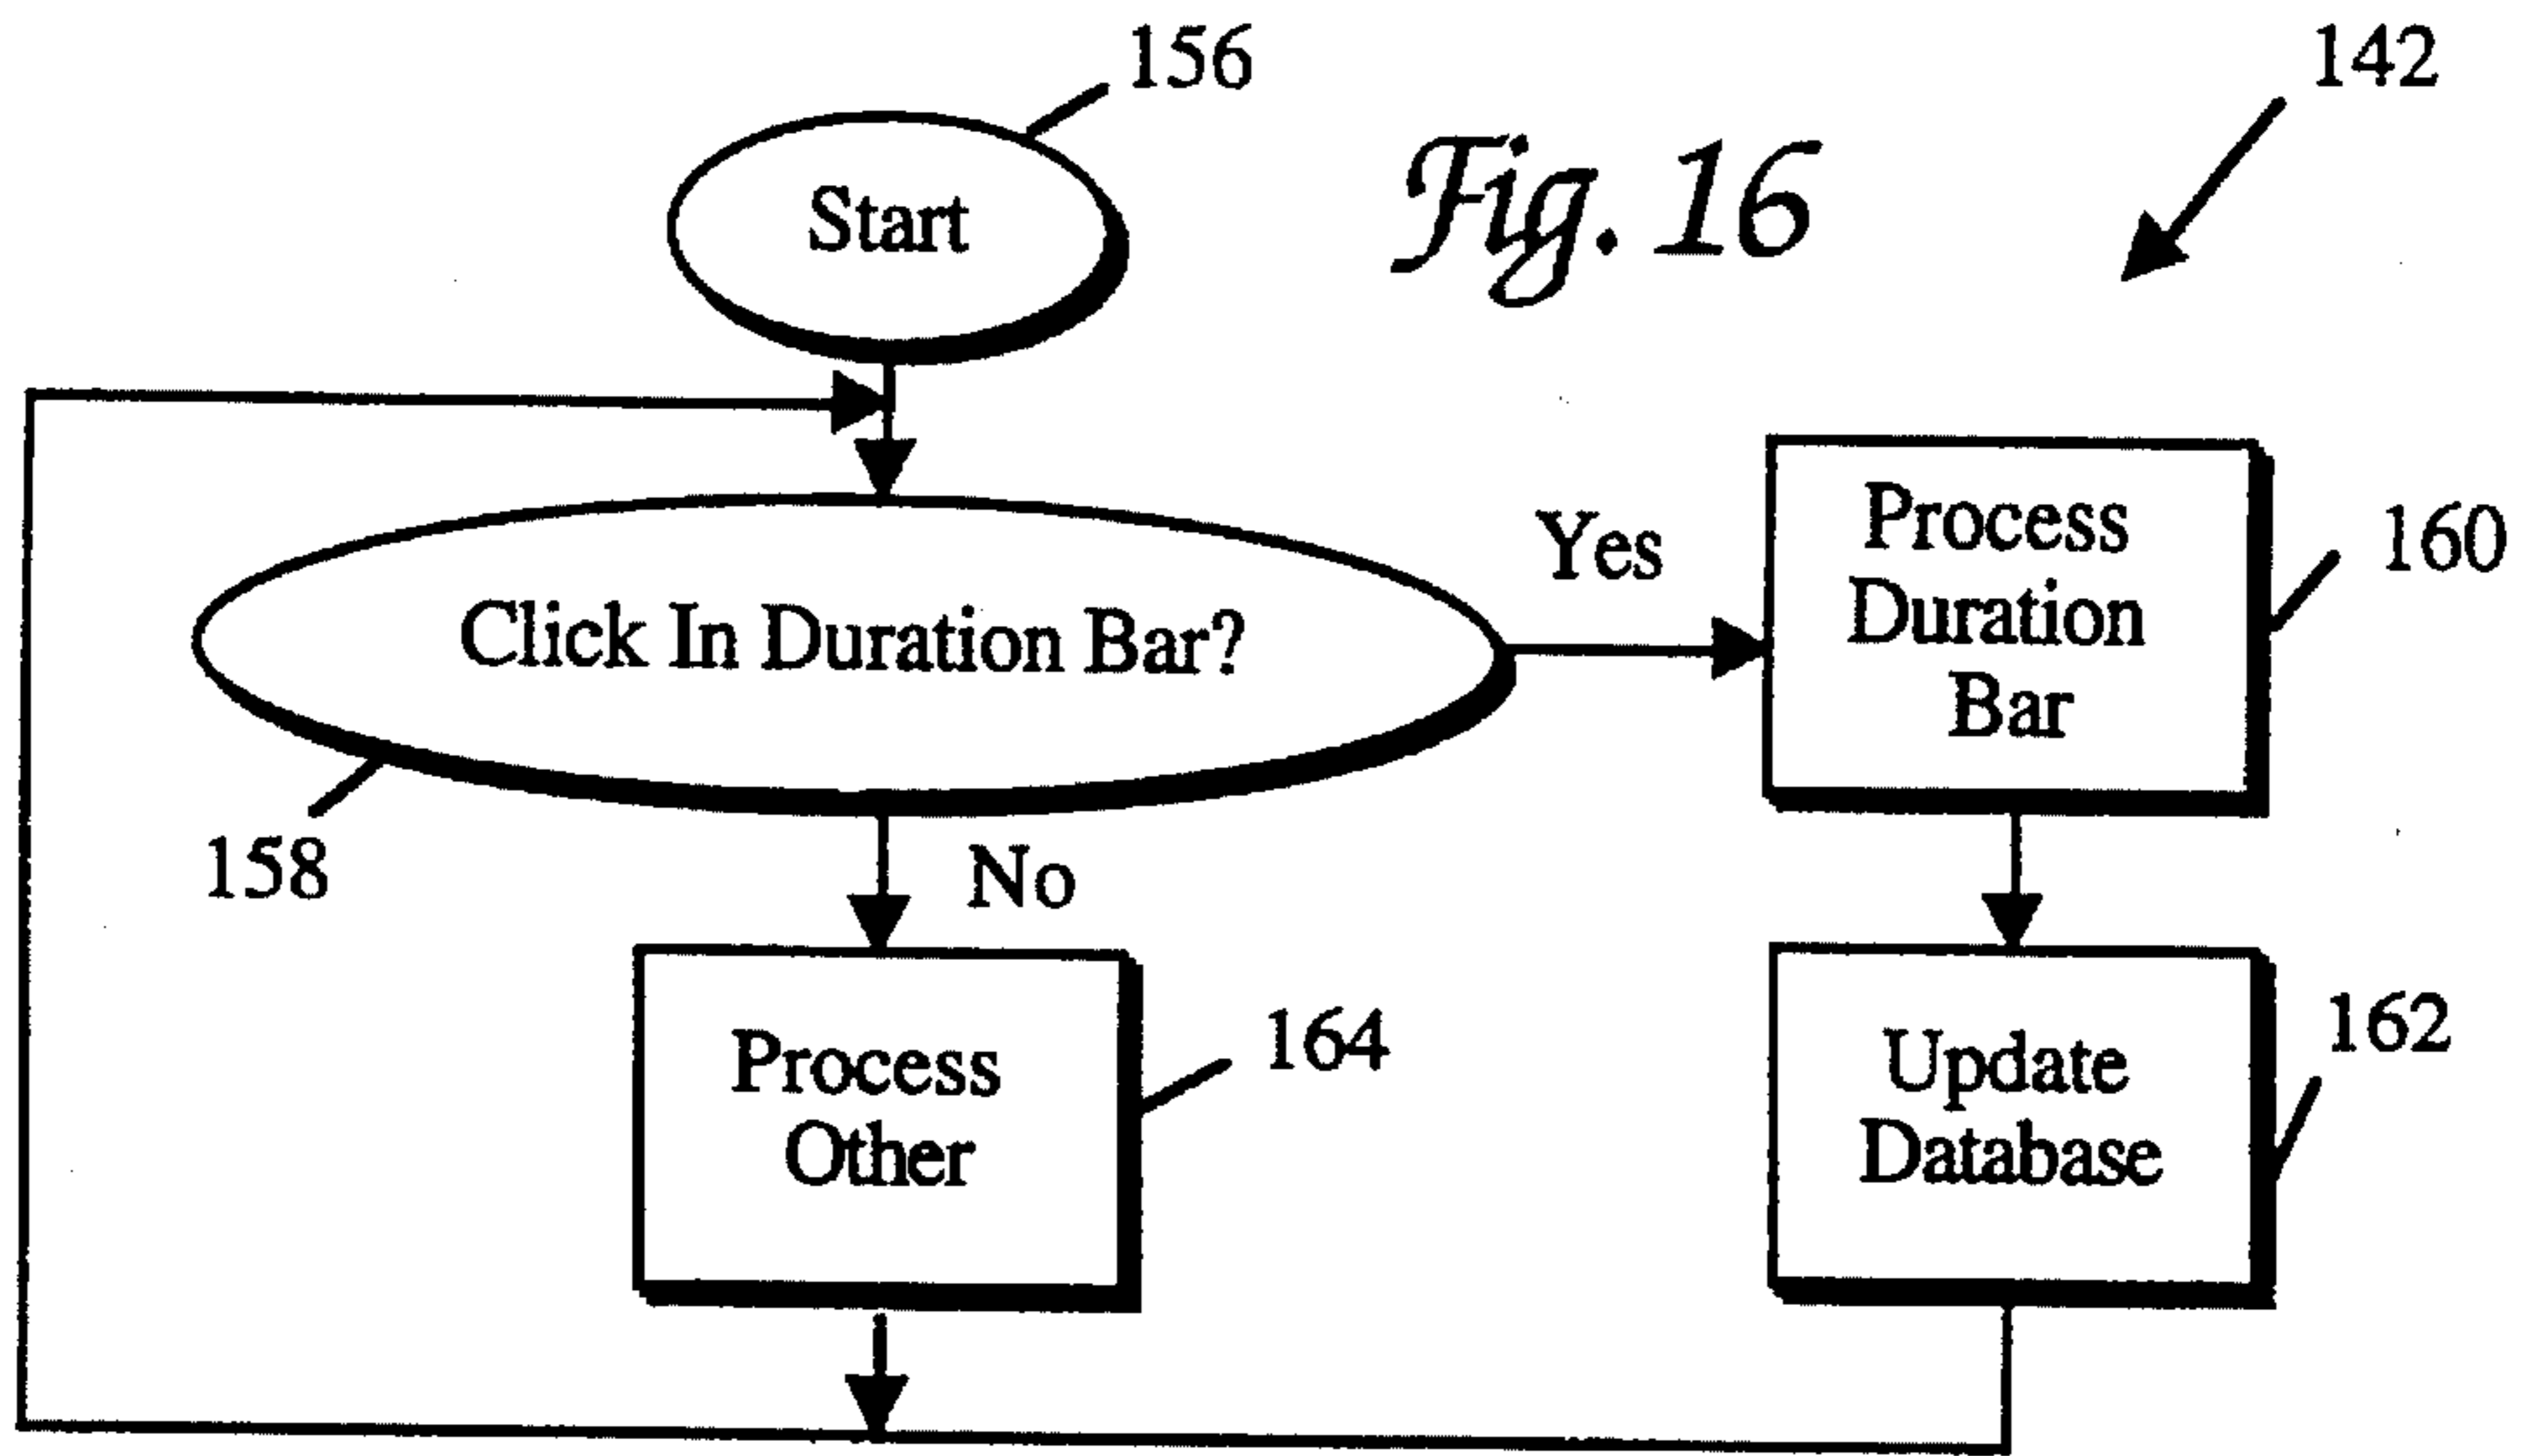 156
142
Fig. 16
Start
Click In Duration Bar?
Yes
Process
Duration
Bar
160
158
No
Process
Other
164
Update
Database
162